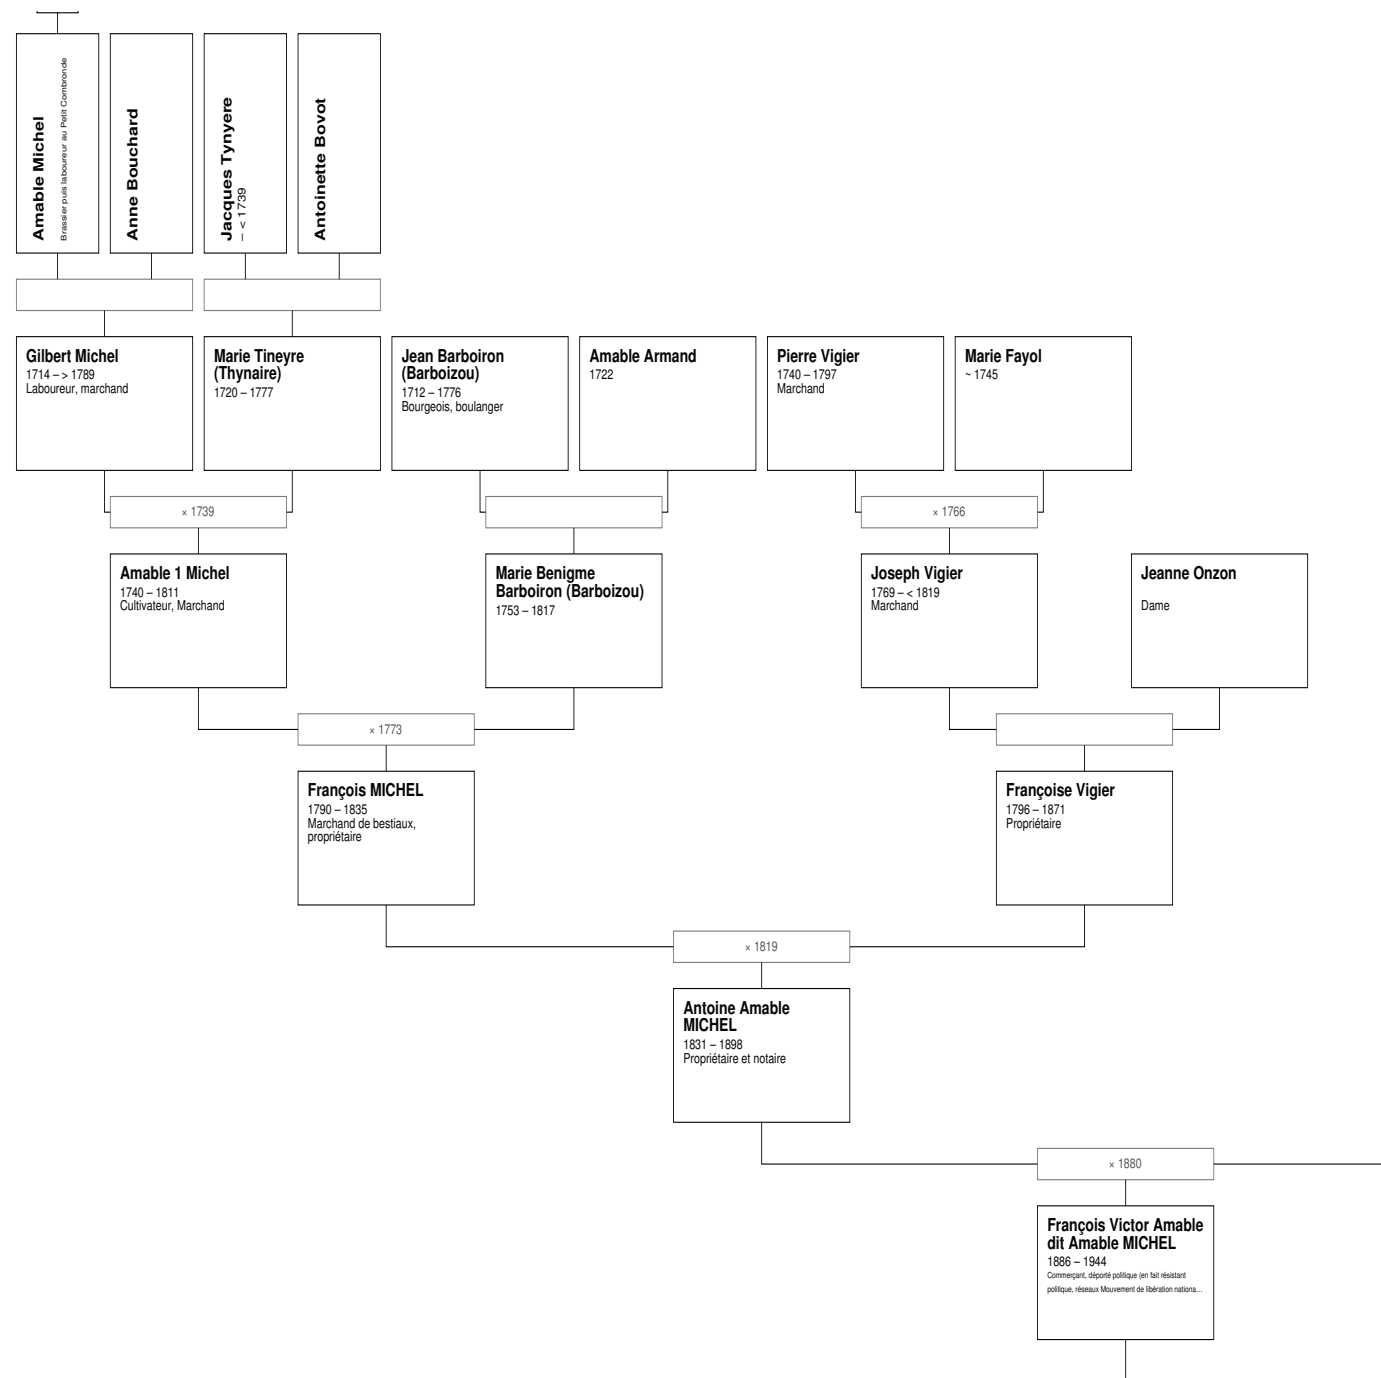 Amable Michel
Brassier puis laboureur au Petit Combronde
Anne Bouchard
Jacques Tynyere
– < 1739
Antoinette Bovot
Gilbert Michel
1714 – > 1789
Laboureur, marchand
Marie Tineyre
(Thynaire)
1720 – 1777
Jean Barboiron
(Barboizou)
1712 – 1776
Bourgeois, boulanger
Amable Armand
1722
Pierre Vigier
1740 – 1797
Marchand
Marie Fayol
~ 1745
× 1739
× 1766
Amable 1 Michel
1740 – 1811
Cultivateur, Marchand
Marie Benigme
Barboiron (Barboizou)
1753 – 1817
Joseph Vigier
1769 – < 1819
Marchand
Jeanne Onzon
Dame
× 1773
François MICHEL
1790 – 1835
Marchand de bestiaux,
propriétaire
Françoise Vigier
1796 – 1871
Propriétaire
× 1819
Antoine Amable
MICHEL
1831 – 1898
Propriétaire et notaire
× 1880
François Victor Amable
dit Amable MICHEL
1886 – 1944
Commerçant, déporté politique (en fait résistant
politique, réseaux Mouvement de libération nationa...